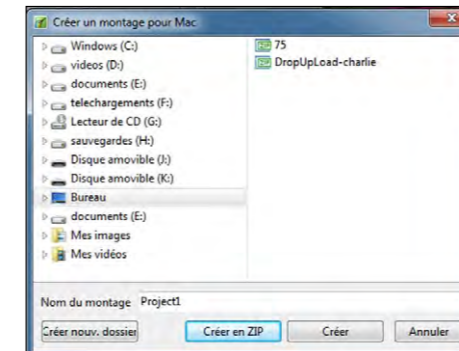 Créer un montage pour Mac
Windows (C:)
videos (D:)
documents (E:)
telechargements (F:)
Lecteur de CD (G:)
sauvegardes (H:)
Disque amovible (J:)
Disque amovible (K:)
Bureau
documents (E:)
Mes images
Mes vidéos
75
DropUpLoad-charlie
Nom du montage Project1
Créer nouv. dossier Créer en ZIP Créer Annuler